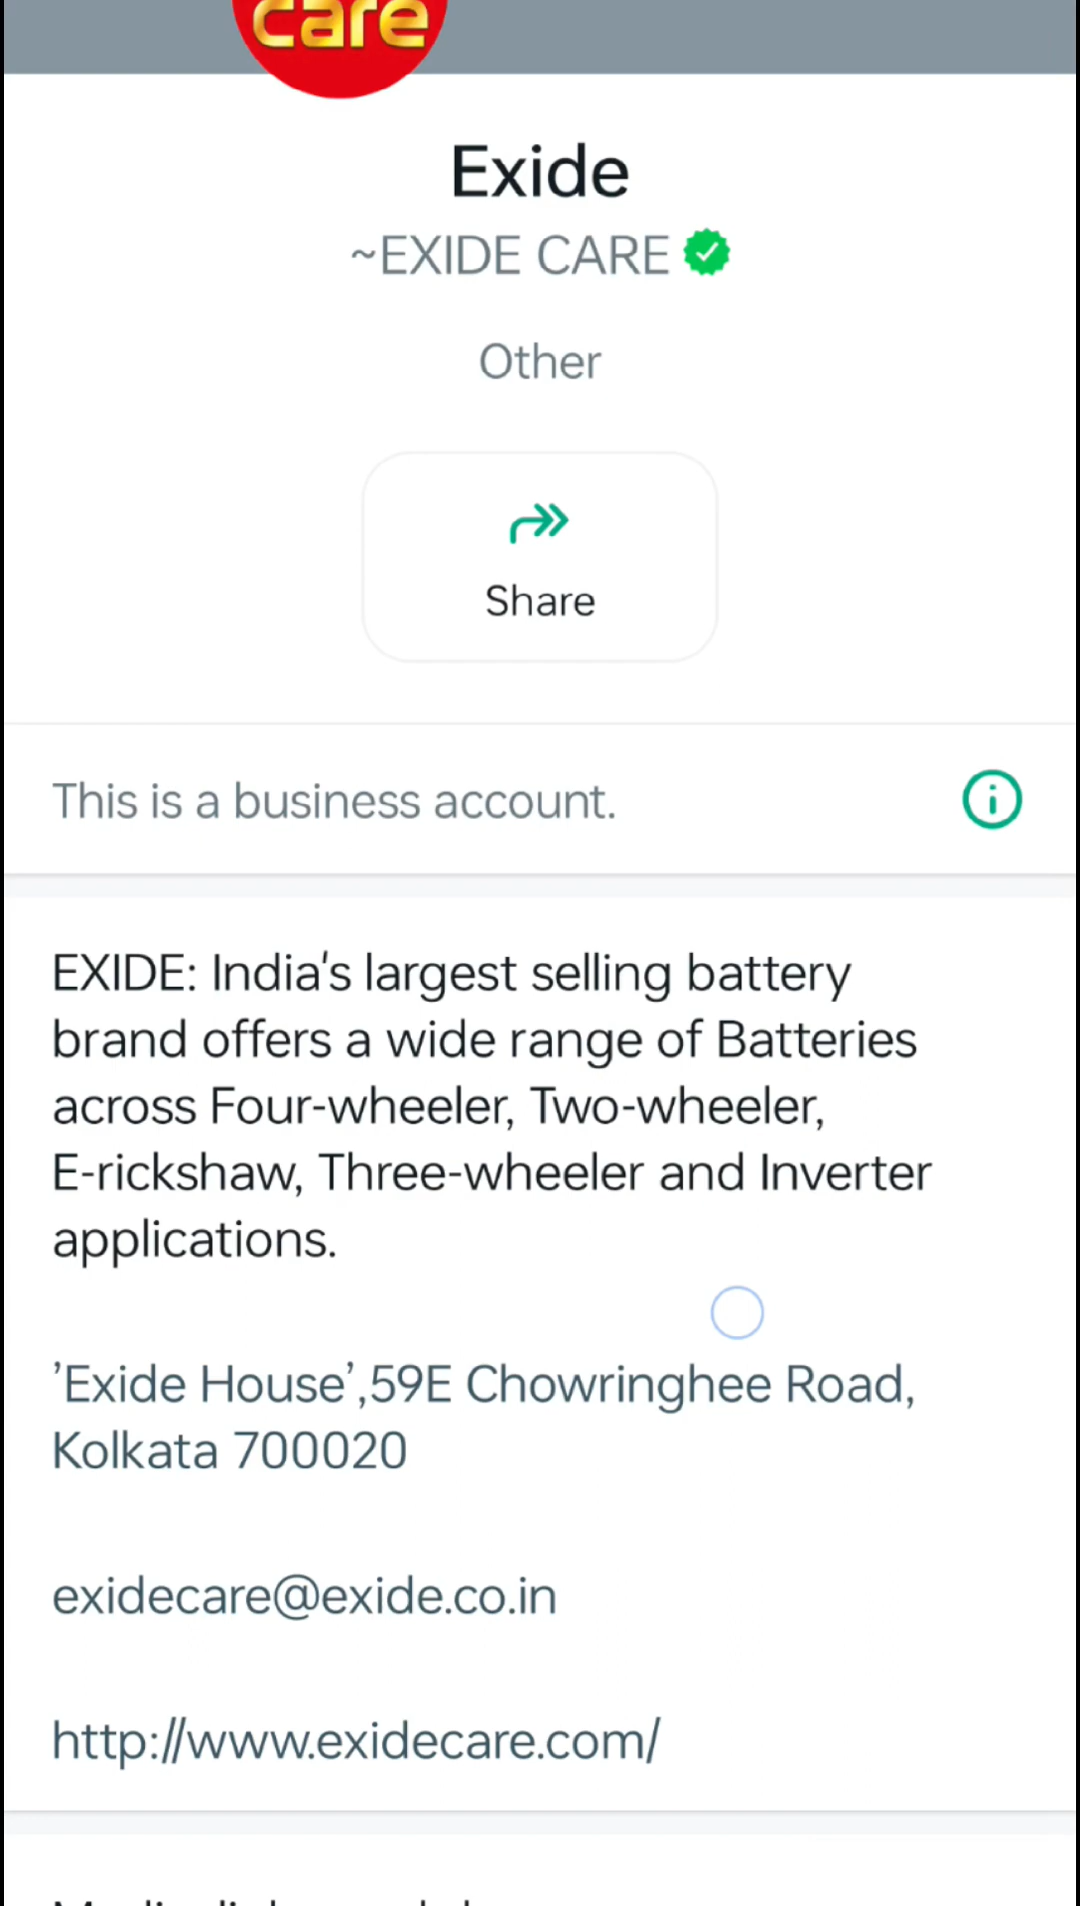 care
Exide
~EXIDE CARE
Other
Share
This is a business account.
EXIDE: India's largest selling battery
brand offers a wide range of Batteries
across Four-wheeler, Two-wheeler,
E-rickshaw, Three-wheeler and Inverter
applications.
’Exide House’,59E Chowringhee Road,
Kolkata 700020
exidecare@exide.co.in
http://www.exidecare.com/